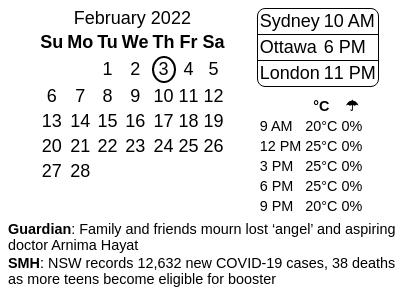 February 2022
Su Mo Tu We Th Fr Sa
1 2 3 4 5
6 7 8 9 10 11 12
13 14 15 16 17 18 19
20 21 22 23 24 25 26
27 28
Sydney 10 AM
Ottawa 6 PM
London 11 PM
°C ☂
9 AM 20°C 0%
12 PM 25°C 0%
3 PM 25°C 0%
6 PM 25°C 0%
9 PM 20°C 0%
Guardian: Family and friends mourn lost ‘angel’ and aspiring
doctor Arnima Hayat
SMH: NSW records 12,632 new COVID-19 cases, 38 deaths
as more teens become eligible for booster